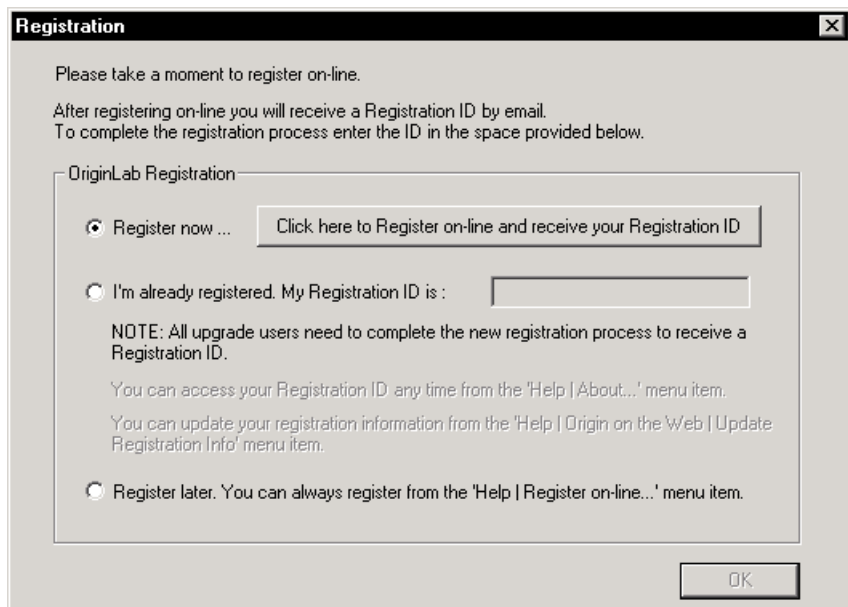 Registration
Please take a moment to register on-line.
After registering on-line you will receive a Registration ID by email.
To complete the registration process enter the ID in the space provided below.
OriginLab Registration
Register now ...
Click here to Register on-line and receive your Registration ID
I'm already registered. My Registration ID is :
NOTE: All upgrade users need to complete the new registration process to receive a
Registration ID.
You can access your Registration ID any time from the 'Help | About...' menu item.
You can update your registration information from the 'Help | Origin on the Web | Update
Registration Info' menu item.
Register later. You can always register from the 'Help | Register on-line...' menu item.
OK